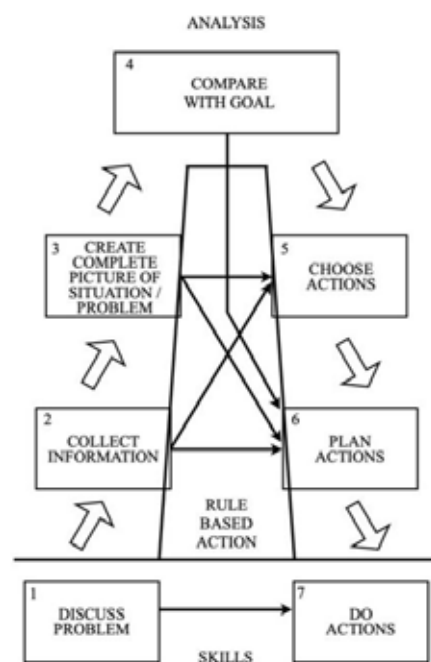 ANALYSIS
4
COMPARE
WITH GOAL
3
CREATE
COMPLETE
PICTURE OF
SITUATION /
PROBLEM
5
CHOOSE
ACTIONS
2
COLLECT
INFORMATION
6
PLAN
ACTIONS
RULE
BASED
ACTION
1
DISCUSS
PROBLEM
7
DO
ACTIONS
SKILLS